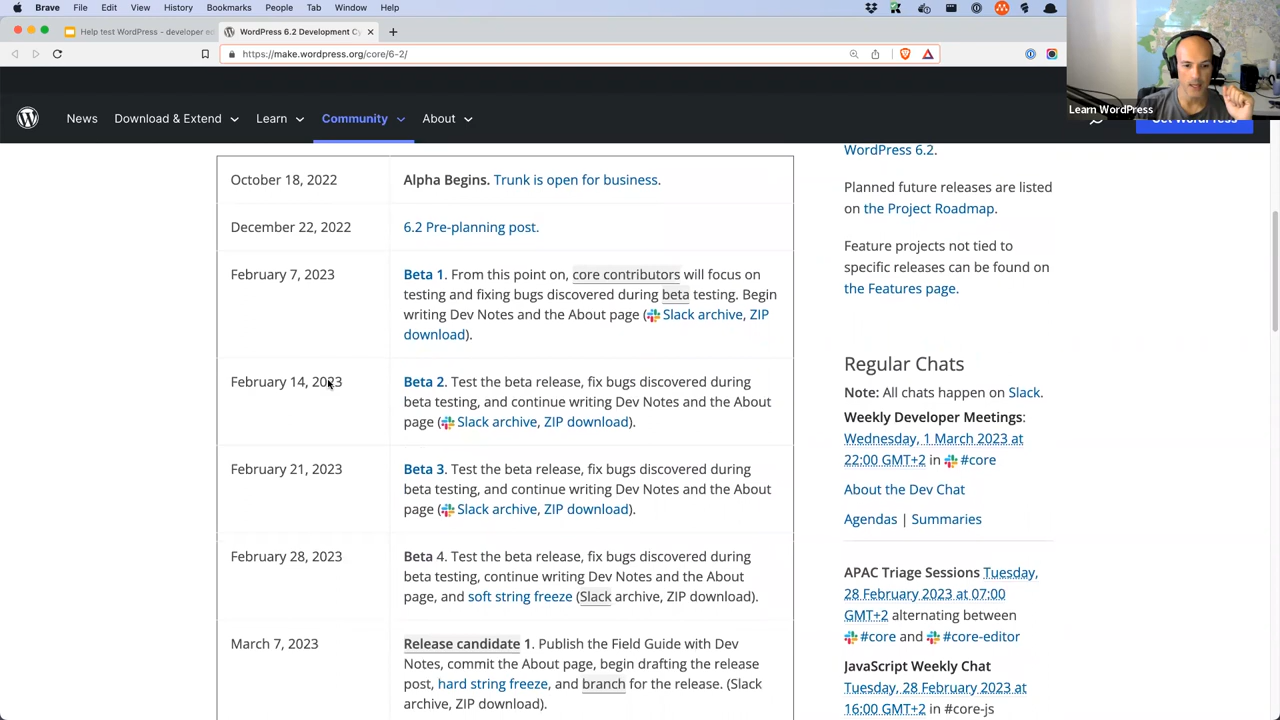 Brave File Edit View History Bookmarks People Tab Window Help
Help test WordPress - developer ed
WordPress 6.2 Development Cy
https://make.wordpress.org/core/6-2/
Learn WordPress
News Download & Extend Learn Community About
Get WordPress
October 18, 2022
Alpha Begins. Trunk is open for business.
December 22, 2022
6.2 Pre-planning post.
February 7, 2023
Beta 1. From this point on, core contributors will focus on
testing and fixing bugs discovered during beta testing. Begin
writing Dev Notes and the About page (Slack archive, ZIP
download).
February 14, 2023
Beta 2. Test the beta release, fix bugs discovered during
beta testing, and continue writing Dev Notes and the About
page (Slack archive, ZIP download).
February 21, 2023
Beta 3. Test the beta release, fix bugs discovered during
beta testing, and continue writing Dev Notes and the About
page (Slack archive, ZIP download).
February 28, 2023
Beta 4. Test the beta release, fix bugs discovered during
beta testing, continue writing Dev Notes and the About
page, and soft string freeze (Slack archive, ZIP download).
March 7, 2023
Release candidate 1. Publish the Field Guide with Dev
Notes, commit the About page, begin drafting the release
post, hard string freeze, and branch for the release. (Slack
archive, ZIP download).
WordPress 6.2.
Planned future releases are listed
on the Project Roadmap.
Feature projects not tied to
specific releases can be found on
the Features page.
Regular Chats
Note: All chats happen on Slack.
Weekly Developer Meetings:
Wednesday, 1 March 2023 at
22:00 GMT+2 in #core
About the Dev Chat
Agendas | Summaries
APAC Triage Sessions Tuesday,
28 February 2023 at 07:00
GMT+2 alternating between
#core and #core-editor
JavaScript Weekly Chat
Tuesday, 28 February 2023 at
16:00 GMT+2 in #core-js